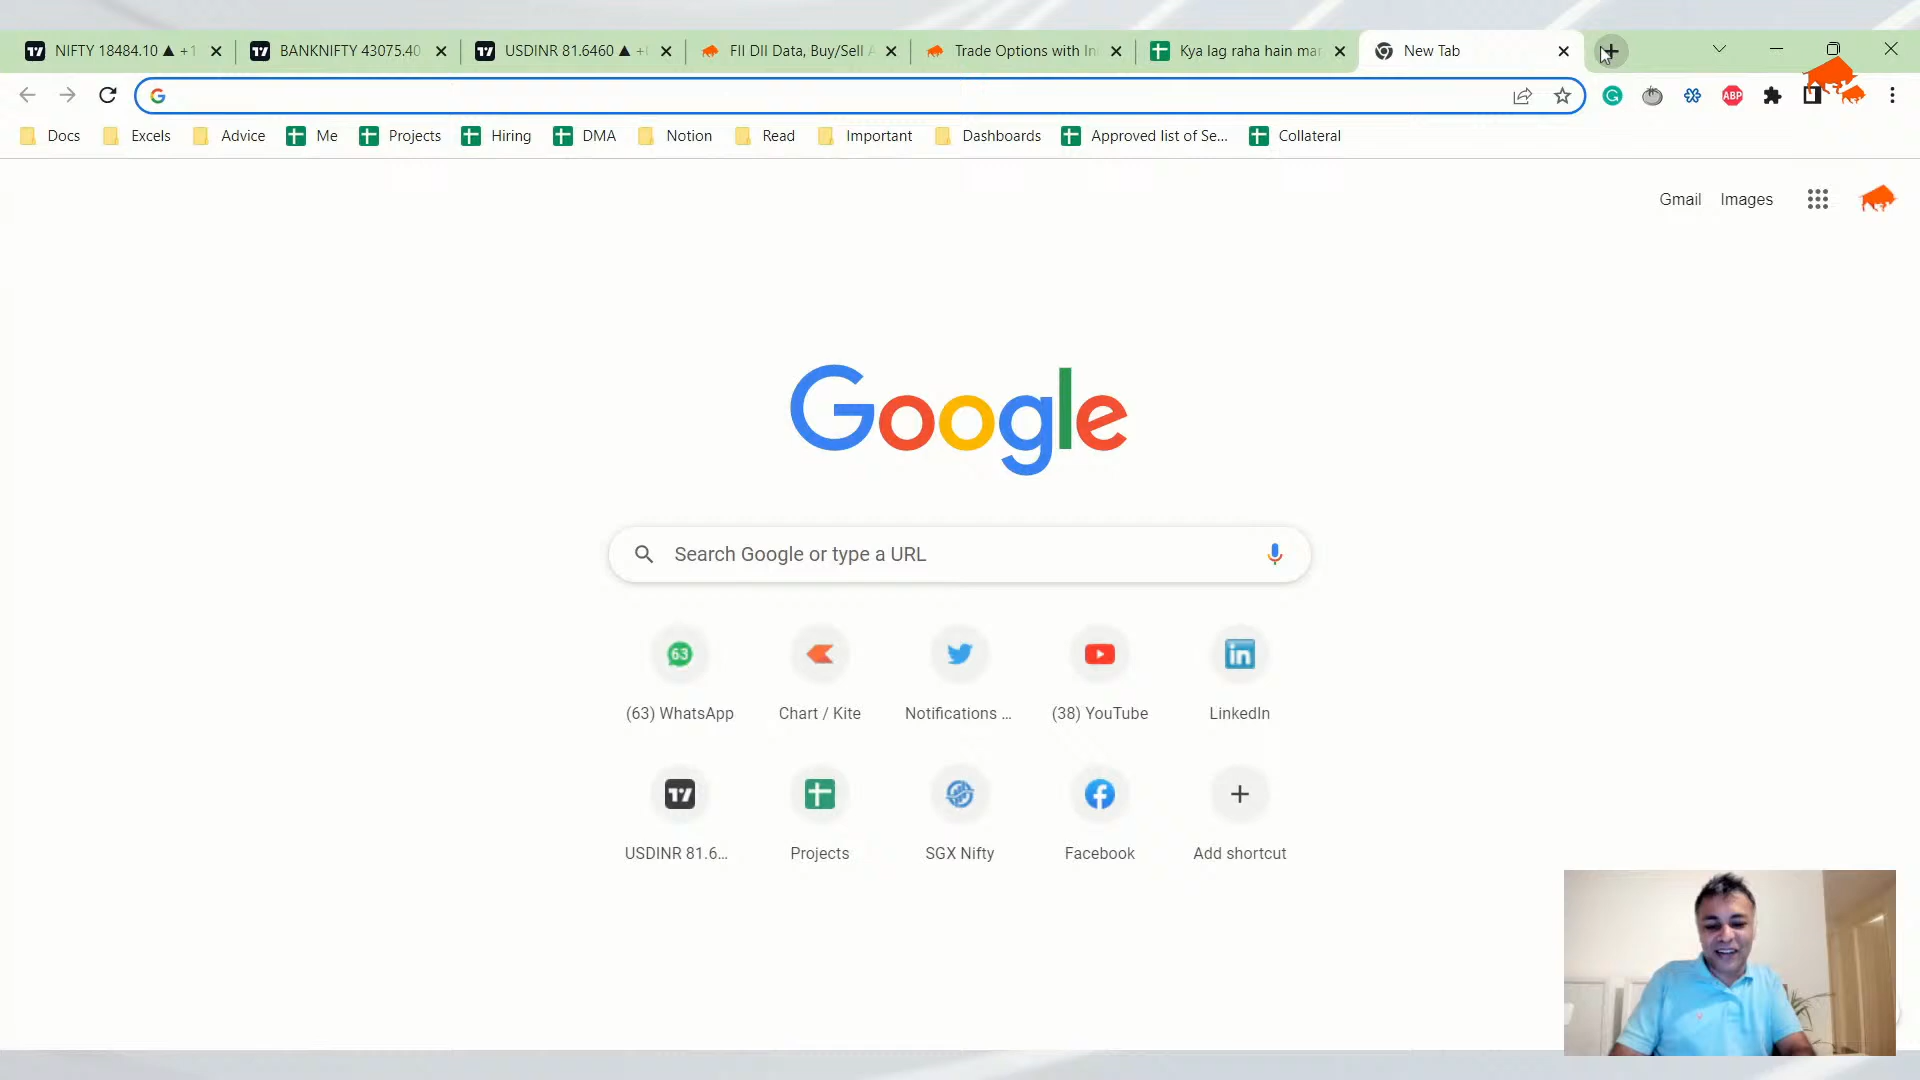 NIFTY 18484.10 ▲ +1
BANKNIFTY 43075.40
USDINR 81.6460 ▲ +
FII DII Data, Buy/Sell
Trade Options with In
Kya lag raha hain mar
New Tab
ABP
Docs
Excels
Advice
Me
Projects
Hiring
DMA
Notion
Read
Important
Dashboards
Approved list of Se...
Collateral
Gmail
Images
Google
Search Google or type a URL
63
(63) WhatsApp
Chart / Kite
Notifications ...
(38) YouTube
in
LinkedIn
USDINR 81.6...
Projects
SGX Nifty
Facebook
Add shortcut